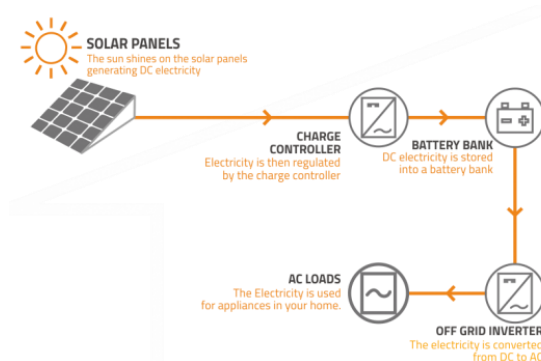 SOLAR PANELS
The sun shines on the solar panels
generating DC electricity
CHARGE
CONTROLLER
Electricity is then regulated
by the charge controller
BATTERY BANK
DC electricity is stored
into a battery bank
AC LOADS
The Electricity is used
for appliances in your home.
OFF GRID INVERTER
The electricity is converted
from DC to AC